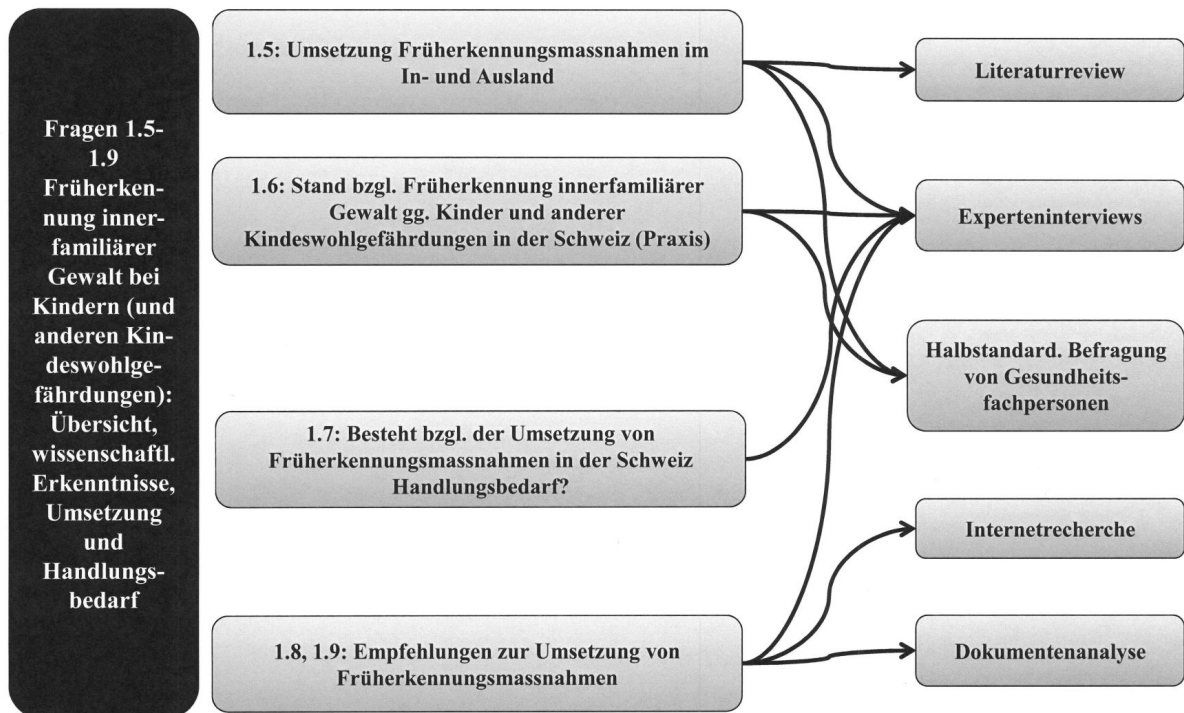 Fragen 1.5-
1.9
Früherken-
nung inner-
familiärer
Gewalt bei
Kindern (und
anderen Kin-
deswohlge-
fährdungen):
Übersicht,
wissenschaftl.
Erkenntnisse,
Umsetzung
und
Handlungs-
bedarf
1.5: Umsetzung Früherkennungsmassnahmen im
In- und Ausland
1.6: Stand bzgl. Früherkennung innerfamiliärer
Gewalt gg. Kinder und anderer
Kindeswohlgefährdungen in der Schweiz (Praxis)
1.7: Besteht bzgl. der Umsetzung von
Früherkennungsmassnahmen in der Schweiz
Handlungsbedarf?
1.8, 1.9: Empfehlungen zur Umsetzung von
Früherkennungsmassnahmen
Literaturreview
Experteninterviews
Halbstandard. Befragung
von Gesundheits-
fachpersonen
Internetrecherche
Dokumentenanalyse